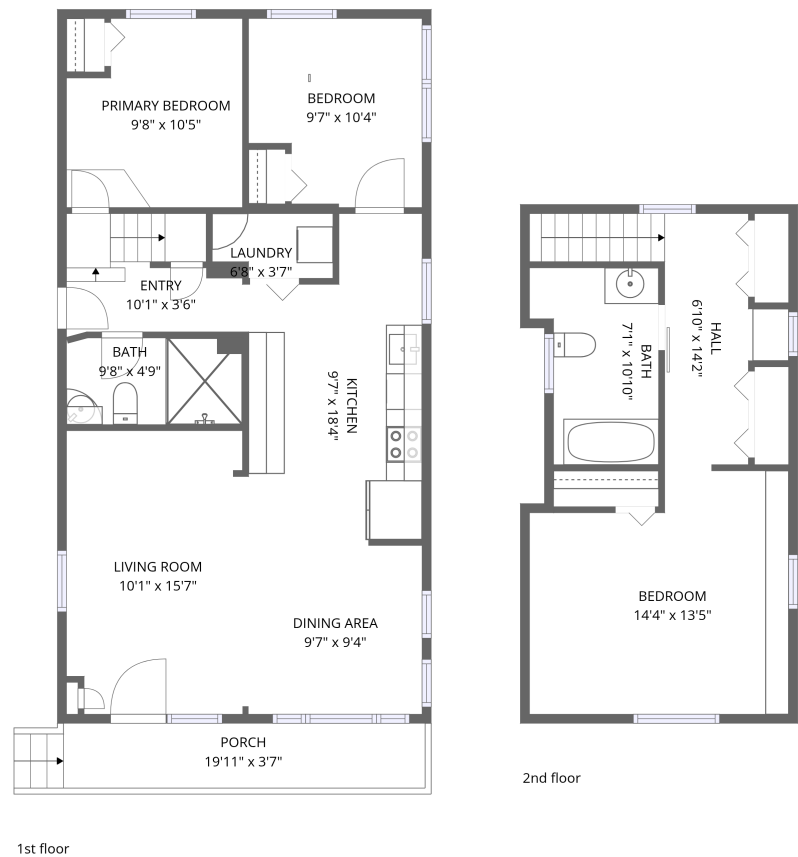 PRIMARY BEDROOM
9'8" x 10'5"
BEDROOM
9'7" x 10'4"
LAUNDRY
6'8" x 3'7"
ENTRY
10'1" x 3'6"
BATH
9'8" x 4'9"
KITCHEN
9'7" x 18'4"
LIVING ROOM
10'1" x 15'7"
DINING AREA
9'7" x 9'4"
PORCH
19'11" x 3'7"
1st floor
HALL
6'10" x 14'2"
BATH
7'1" x 10'10"
BEDROOM
14'4" x 13'5"
2nd floor